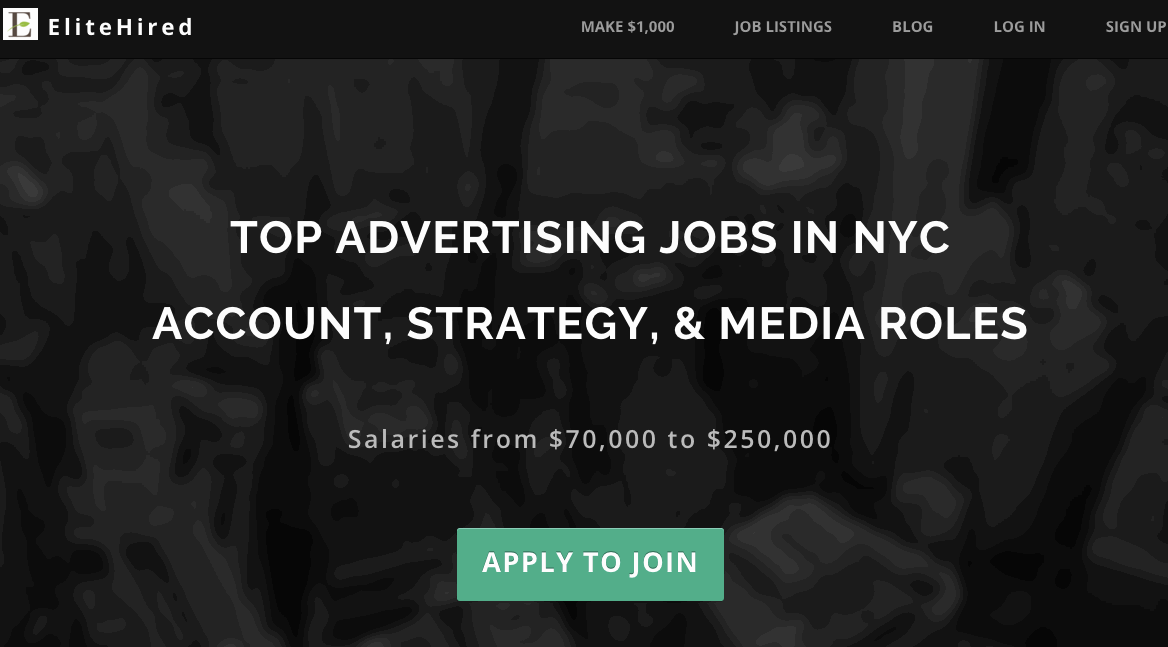 EliteHired
MAKE $1,000
JOB LISTINGS
BLOG
LOG IN
SIGN UP
TOP ADVERTISING JOBS IN NYC
ACCOUNT, STRATEGY, & MEDIA ROLES
Salaries from $70,000 to $250,000
APPLY TO JOIN